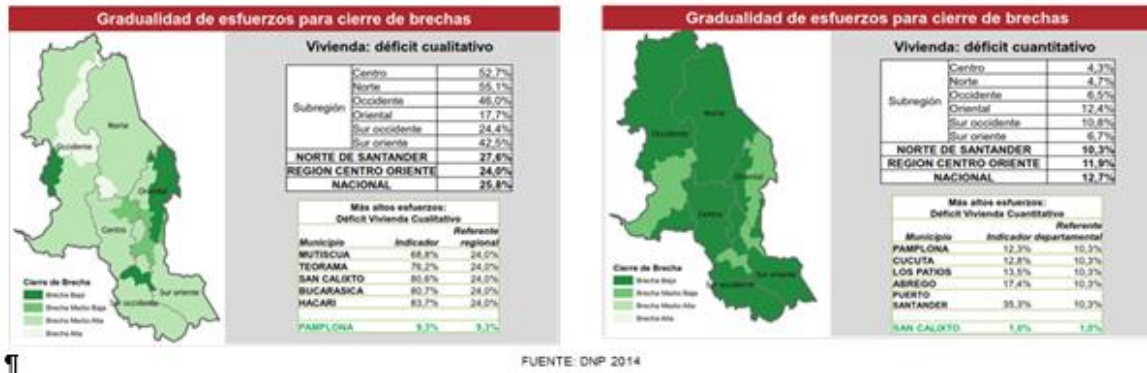 Gradualidad de esfuerzos para cierre de brechas
Vivienda: déficit cualitativo
Subregión
Centro 52,7%
Norte 55,1%
Occidente 46,0%
Oriental 17,7%
Sur occidente 24,4%
Sur oriente 42,5%
NORTE DE SANTANDER 27,6%
REGION CENTRO ORIENTE 24,0%
NACIONAL 25,8%
Más altos esfuerzos:
Déficit Vivienda Cualitativo
Municipio Indicador Referente regional
MUTISCUA 68,8% 24,0%
TEORAMA 76,2% 24,0%
SAN CALIXTO 80,6% 24,0%
BUCARASICA 80,7% 24,0%
HACARI 83,7% 24,0%
PAMPLONA 9,3% 9,3%
Norte
Occidente
Oriental
Centro
Sur oriente
Sur occidente
Cierre de Brecha
Brecha Baja
Brecha Medio Baja
Brecha Medio Alta
Brecha Alta
Gradualidad de esfuerzos para cierre de brechas
Vivienda: déficit cuantitativo
Subregión
Centro 4,3%
Norte 4,7%
Occidente 6,5%
Oriental 12,4%
Sur occidente 10,8%
Sur oriente 6,7%
NORTE DE SANTANDER 10,3%
REGION CENTRO ORIENTE 11,9%
NACIONAL 12,7%
Más altos esfuerzos:
Déficit Vivienda Cuantitativo
Municipio Indicador Referente departamental
PAMPLONA 12,3% 10,3%
CUCUTA 12,8% 10,3%
LOS PATIOS 13,5% 10,3%
ABREGO 17,4% 10,3%
PUERTO SANTANDER 35,3% 10,3%
SAN CALIXTO 1,0% 1,0%
Norte
Occidente
Oriental
Centro
Sur oriente
Sur occidente
Cierre de Brecha
Brecha Baja
Brecha Medio Baja
Brecha Medio Alta
Brecha Alta
¶
FUENTE: DNP 2014